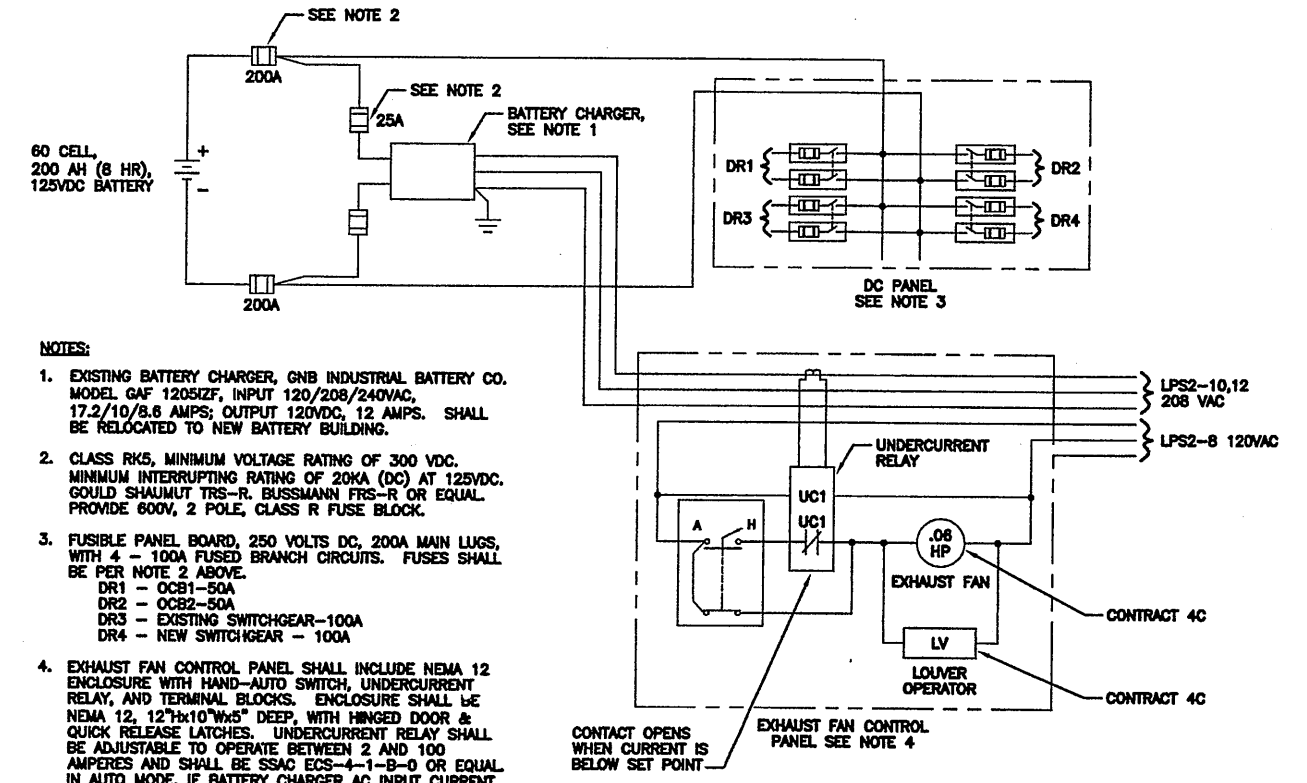 SEE NOTE 2
200A
SEE NOTE 2
25A
BATTERY CHARGER,
SEE NOTE 1
60 CELL,
200 AH (8 HR),
125VDC BATTERY
+
−
200A
DR1
DR2
DR3
DR4
DC PANEL
SEE NOTE 3
NOTES:
1. EXISTING BATTERY CHARGER, GNB INDUSTRIAL BATTERY CO.
MODEL GAF 1205IZF, INPUT 120/208/240VAC,
17.2/10/8.6 AMPS; OUTPUT 120VDC, 12 AMPS. SHALL
BE RELOCATED TO NEW BATTERY BUILDING.
2. CLASS RK5, MINIMUM VOLTAGE RATING OF 300 VDC.
MINIMUM INTERRUPTING RATING OF 20KA (DC) AT 125VDC.
GOULD SHAUMUT TRS-R. BUSSMANN FRS-R OR EQUAL.
PROVIDE 600V, 2 POLE, CLASS R FUSE BLOCK.
3. FUSIBLE PANEL BOARD, 250 VOLTS DC, 200A MAIN LUGS,
WITH 4 - 100A FUSED BRANCH CIRCUITS. FUSES SHALL
BE PER NOTE 2 ABOVE.
DR1 - OCB1-50A
DR2 - OCB2-50A
DR3 - EXISTING SWITCHGEAR-100A
DR4 - NEW SWITCHGEAR - 100A
4. EXHAUST FAN CONTROL PANEL SHALL INCLUDE NEMA 12
ENCLOSURE WITH HAND-AUTO SWITCH, UNDERCURRENT
RELAY, AND TERMINAL BLOCKS. ENCLOSURE SHALL BE
NEMA 12, 12"Hx10"Wx5" DEEP, WITH HINGED DOOR &
QUICK RELEASE LATCHES. UNDERCURRENT RELAY SHALL
BE ADJUSTABLE TO OPERATE BETWEEN 2 AND 100
AMPERES AND SHALL BE SSAC ECS-4-1-B-0 OR EQUAL
IN AUTO MODE, IF BATTERY CHARGER AC INPUT CURRENT
LPS2-10,12
208 VAC
LPS2-8 120VAC
UNDERCURRENT
RELAY
UC1
UC1
A
H
.06
HP
EXHAUST FAN
CONTRACT 4C
LV
LOUVER
OPERATOR
CONTRACT 4C
CONTACT OPENS
WHEN CURRENT IS
BELOW SET POINT
EXHAUST FAN CONTROL
PANEL SEE NOTE 4